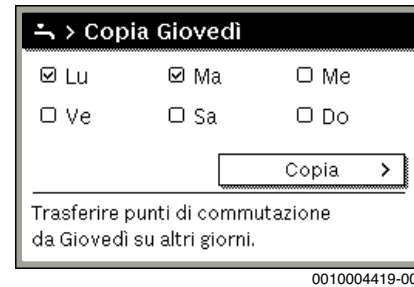 > Copia Giovedì
Lu Ma Me
Ve Sa Do
Copia >
Trasferire punti di commutazione
da Giovedì su altri giorni.
0010004419-00